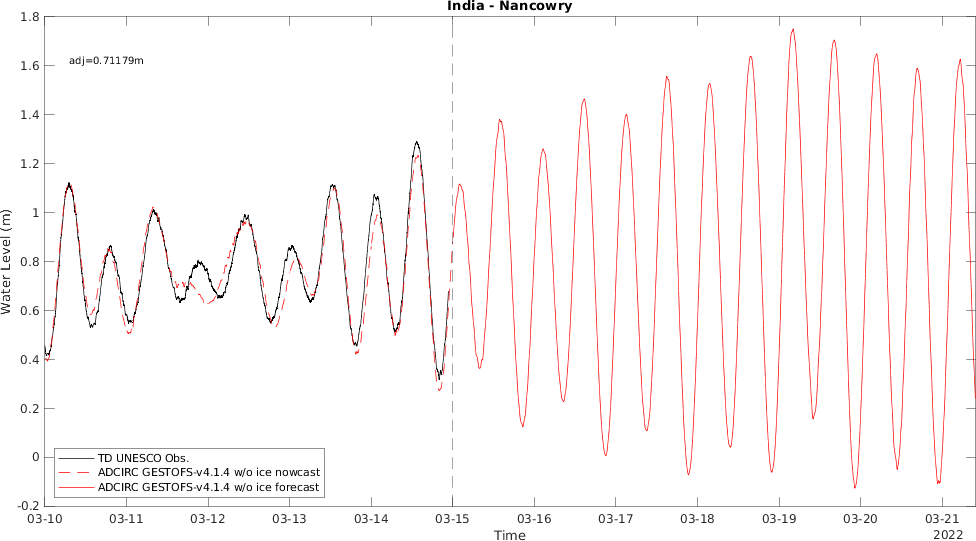 India - Nancowry
adj=0.71179m
Water Level (m)
1.8
1.6
1.4
1.2
1
0.8
0.6
0.4
0.2
0
-0.2
TD UNESCO Obs.
ADCIRC GESTOFS-v4.1.4 w/o ice nowcast
ADCIRC GESTOFS-v4.1.4 w/o ice forecast
03-10 03-11 03-12 03-13 03-14 03-15 03-16 03-17 03-18 03-19 03-20 03-21
Time
2022